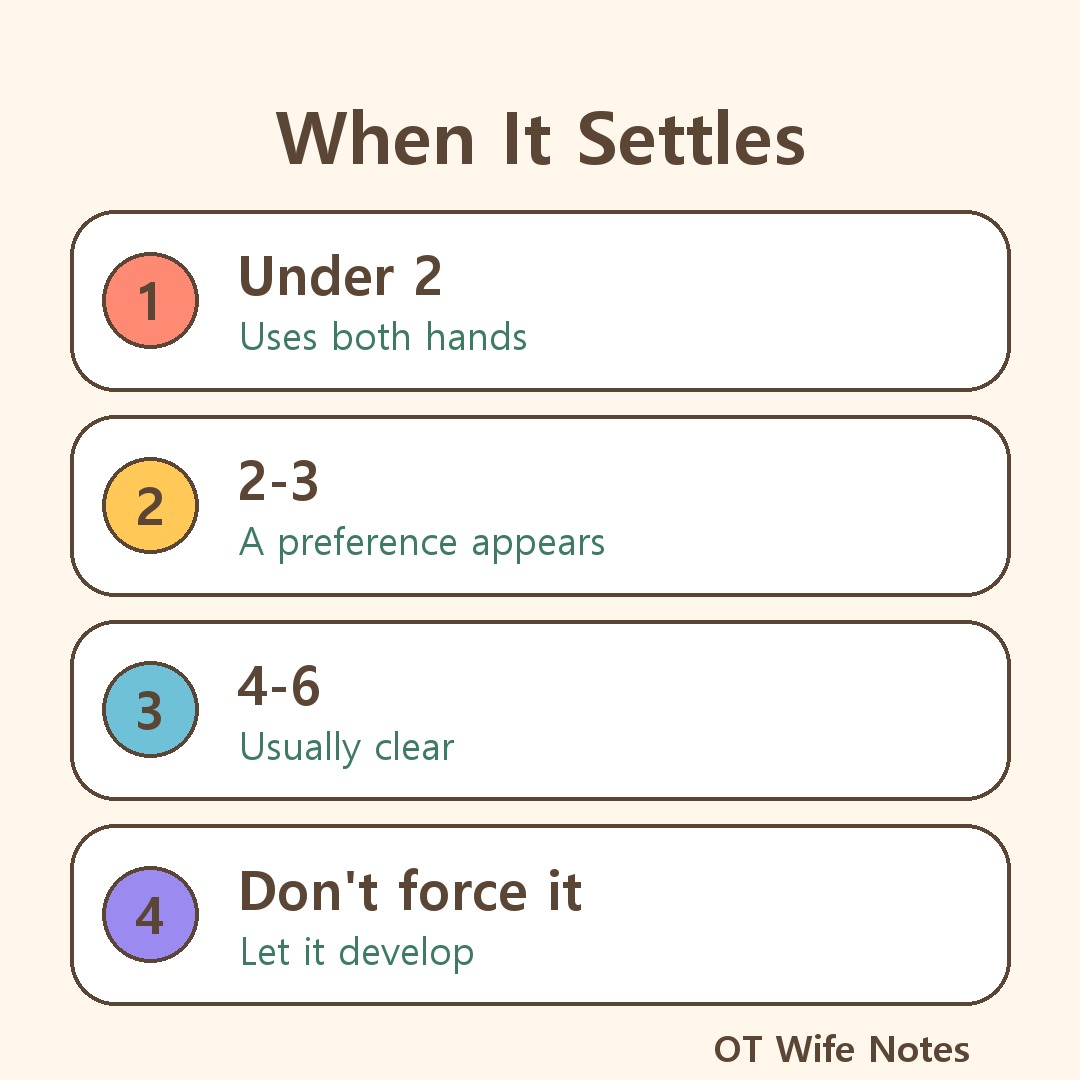 When It Settles
1
Under 2
Uses both hands
2
2-3
A preference appears
3
4-6
Usually clear
4
Don't force it
Let it develop
OT Wife Notes